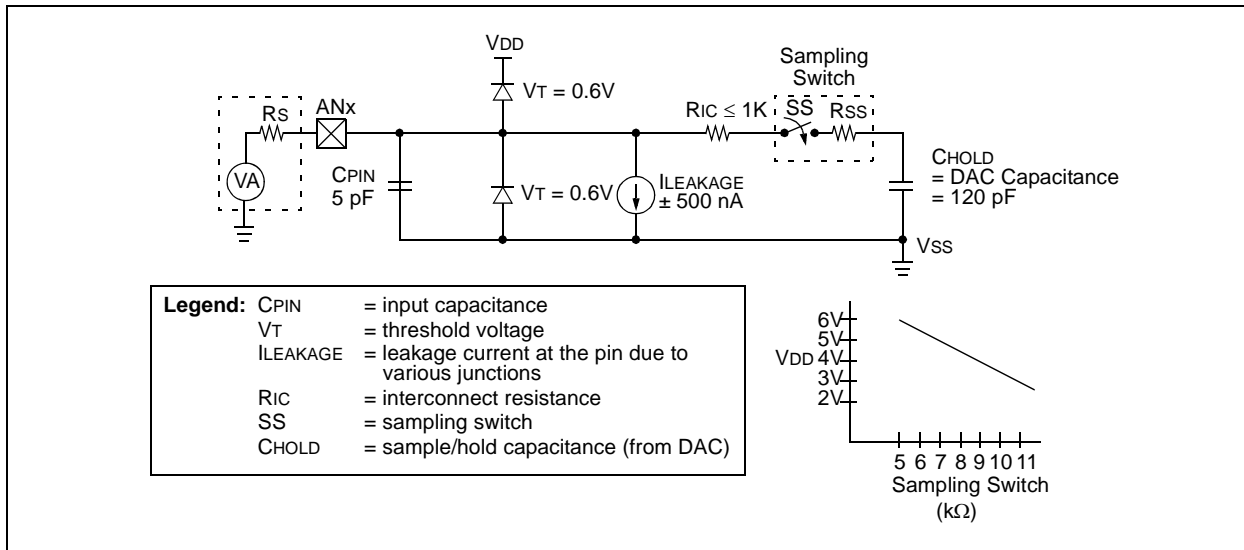 VDD
Sampling
Switch
VT = 0.6V
RS
ANx
RIC ≤ 1K
SS
RSS
VA
CPIN
5 pF
VT = 0.6V
ILEAKAGE
± 500 nA
CHOLD
= DAC Capacitance
= 120 pF
VSS
Legend: CPIN = input capacitance
VT = threshold voltage
ILEAKAGE = leakage current at the pin due to
various junctions
RIC = interconnect resistance
SS = sampling switch
CHOLD = sample/hold capacitance (from DAC)
6V
5V
VDD 4V
3V
2V
5 6 7 8 9 10 11
Sampling Switch
(kΩ)